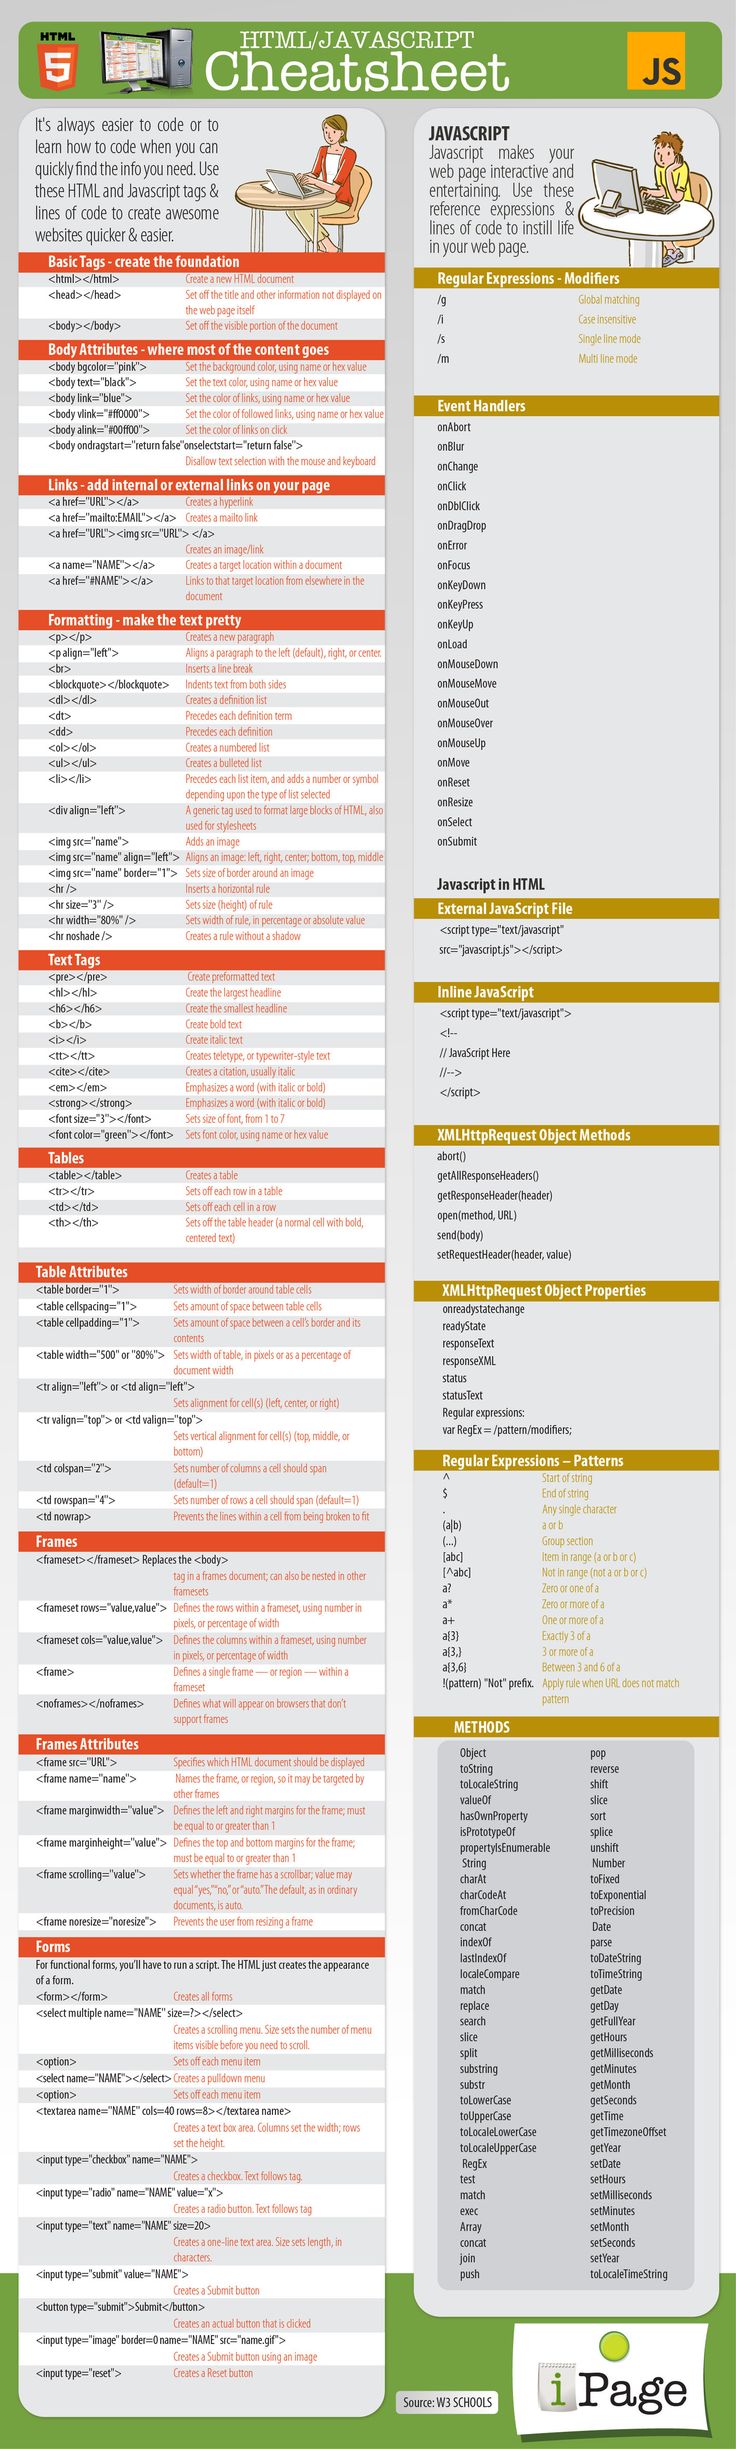 HTML
5
HTML/JAVASCRIPT
Cheatsheet
JS
It's always easier to code or to
learn how to code when you can
quickly find the info you need. Use
these HTML and Javascript tags &
lines of code to create awesome
websites quicker & easier.
Basic Tags - create the foundation
<html></html> Create a new HTML document
<head></head> Set off the title and other information not displayed on
the web page itself
<body></body> Set off the visible portion of the document
Body Attributes - where most of the content goes
<body bgcolor="pink"> Set the background color, using name or hex value
<body text="black"> Set the text color, using name or hex value
<body link="blue"> Set the color of links, using name or hex value
<body vlink="#ff0000"> Set the color of followed links, using name or hex value
<body alink="#00ff00"> Set the color of links on click
<body ondragstart="return false"onselectstart="return false">
Disallow text selection with the mouse and keyboard
Links - add internal or external links on your page
<a href="URL"></a> Creates a hyperlink
<a href="mailto:EMAIL"></a> Creates a mailto link
<a href="URL"><img src="URL"> </a>
Creates an image/link
<a name="NAME"></a> Creates a target location within a document
<a href="#NAME"></a> Links to that target location from elsewhere in the
document
Formatting - make the text pretty
<p></p> Creates a new paragraph
<p align="left"> Aligns a paragraph to the left (default), right, or center.
<br> Inserts a line break
<blockquote></blockquote> Indents text from both sides
<dl></dl> Creates a definition list
<dt> Precedes each definition term
<dd> Precedes each definition
<ol></ol> Creates a numbered list
<ul></ul> Creates a bulleted list
<li></li> Precedes each list item, and adds a number or symbol
depending upon the type of list selected
<div align="left"> A generic tag used to format large blocks of HTML, also
used for stylesheets
<img src="name"> Adds an image
<img src="name" align="left"> Aligns an image: left, right, center; bottom, top, middle
<img src="name" border="1"> Sets size of border around an image
<hr /> Inserts a horizontal rule
<hr size="3" /> Sets size (height) of rule
<hr width="80%" /> Sets width of rule, in percentage or absolute value
<hr noshade /> Creates a rule without a shadow
Text Tags
<pre></pre> Create preformatted text
<hl></hl> Create the largest headline
<h6></h6> Create the smallest headline
<b></b> Create bold text
<i></i> Create italic text
<tt></tt> Creates teletype, or typewriter-style text
<cite></cite> Creates a citation, usually italic
<em></em> Emphasizes a word (with italic or bold)
<strong></strong> Emphasizes a word (with italic or bold)
<font size="3"></font> Sets size of font, from 1 to 7
<font color="green"></font> Sets font color, using name or hex value
Tables
<table></table> Creates a table
<tr></tr> Sets off each row in a table
<td></td> Sets off each cell in a row
<th></th> Sets off the table header (a normal cell with bold,
centered text)
Table Attributes
<table border="1"> Sets width of border around table cells
<table cellspacing="1"> Sets amount of space between table cells
<table cellpadding="1"> Sets amount of space between a cell's border and its
contents
<table width="500" or "80%"> Sets width of table, in pixels or as a percentage of
document width
<tr align="left"> or <td align="left">
Sets alignment for cell(s) (left, center, or right)
<tr valign="top"> or <td valign="top">
Sets vertical alignment for cell(s) (top, middle, or
bottom)
<td colspan="2"> Sets number of columns a cell should span
(default=1)
<td rowspan="4"> Sets number of rows a cell should span (default=1)
<td nowrap> Prevents the lines within a cell from being broken to fit
Frames
<frameset></frameset> Replaces the <body>
tag in a frames document; can also be nested in other
framesets
<frameset rows="value,value"> Defines the rows within a frameset, using number in
pixels, or percentage of width
<frameset cols="value,value"> Defines the columns within a frameset, using number
in pixels, or percentage of width
<frame> Defines a single frame — or region — within a
frameset
<noframes></noframes> Defines what will appear on browsers that don't
support frames
Frames Attributes
<frame src="URL"> Specifies which HTML document should be displayed
<frame name="name"> Names the frame, or region, so it may be targeted by
other frames
<frame marginwidth="value"> Defines the left and right margins for the frame; must
be equal to or greater than 1
<frame marginheight="value"> Defines the top and bottom margins for the frame;
must be equal to or greater than 1
<frame scrolling="value"> Sets whether the frame has a scrollbar; value may
equal "yes," "no," or "auto." The default, as in ordinary
documents, is auto.
<frame noresize="noresize"> Prevents the user from resizing a frame
Forms
For functional forms, you'll have to run a script. The HTML just creates the appearance
of a form.
<form></form> Creates all forms
<select multiple name="NAME" size=?></select>
Creates a scrolling menu. Size sets the number of menu
items visible before you need to scroll.
<option> Sets off each menu item
<select name="NAME"></select> Creates a pulldown menu
<option> Sets off each menu item
<textarea name="NAME" cols=40 rows=8></textarea name>
Creates a text box area. Columns set the width; rows
set the height.
<input type="checkbox" name="NAME">
Creates a checkbox. Text follows tag.
<input type="radio" name="NAME" value="x">
Creates a radio button. Text follows tag
<input type="text" name="NAME" size=20>
Creates a one-line text area. Size sets length, in
characters.
<input type="submit" value="NAME">
Creates a Submit button
<button type="submit">Submit</button>
Creates an actual button that is clicked
<input type="image" border=0 name="NAME" src="name.gif">
Creates a Submit button using an image
<input type="reset"> Creates a Reset button
JAVASCRIPT
Javascript makes your
web page interactive and
entertaining. Use these
reference expressions &
lines of code to instill life
in your web page.
Regular Expressions - Modifiers
/g Global matching
/i Case insensitive
/s Single line mode
/m Multi line mode
Event Handlers
onAbort
onBlur
onChange
onClick
onDblClick
onDragDrop
onError
onFocus
onKeyDown
onKeyPress
onKeyUp
onLoad
onMouseDown
onMouseMove
onMouseOut
onMouseOver
onMouseUp
onMove
onReset
onResize
onSelect
onSubmit
Javascript in HTML
External JavaScript File
<script type="text/javascript"
src="javascript.js"></script>
Inline JavaScript
<script type="text/javascript">
<!--
// JavaScript Here
//-->
</script>
XMLHttpRequest Object Methods
abort()
getAllResponseHeaders()
getResponseHeader(header)
open(method, URL)
send(body)
setRequestHeader(header, value)
XMLHttpRequest Object Properties
onreadystatechange
readyState
responseText
responseXML
status
statusText
Regular expressions:
var RegEx = /pattern/modifiers;
Regular Expressions – Patterns
^ Start of string
$ End of string
. Any single character
(a|b) a or b
(...) Group section
[abc] Item in range (a or b or c)
[^abc] Not in range (not a or b or c)
a? Zero or one of a
a* Zero or more of a
a+ One or more of a
a{3} Exactly 3 of a
a{3,} 3 or more of a
a{3,6} Between 3 and 6 of a
!(pattern) "Not" prefix. Apply rule when URL does not match
pattern
METHODS
Object
toString
toLocaleString
valueOf
hasOwnProperty
isPrototypeOf
propertyIsEnumerable
String
charAt
charCodeAt
fromCharCode
concat
indexOf
lastIndexOf
localeCompare
match
replace
search
slice
split
substring
substr
toLowerCase
toUpperCase
toLocaleLowerCase
toLocaleUpperCase
RegEx
test
match
exec
Array
concat
join
push
pop
reverse
shift
slice
sort
splice
unshift
Number
toFixed
toExponential
toPrecision
Date
parse
toDateString
toTimeString
getDate
getDay
getFullYear
getHours
getMilliseconds
getMinutes
getMonth
getSeconds
getTime
getTimezoneOffset
getYear
setDate
setHours
setMilliseconds
setMinutes
setMonth
setSeconds
setYear
toLocaleTimeString
Source: W3 SCHOOLS
iPage